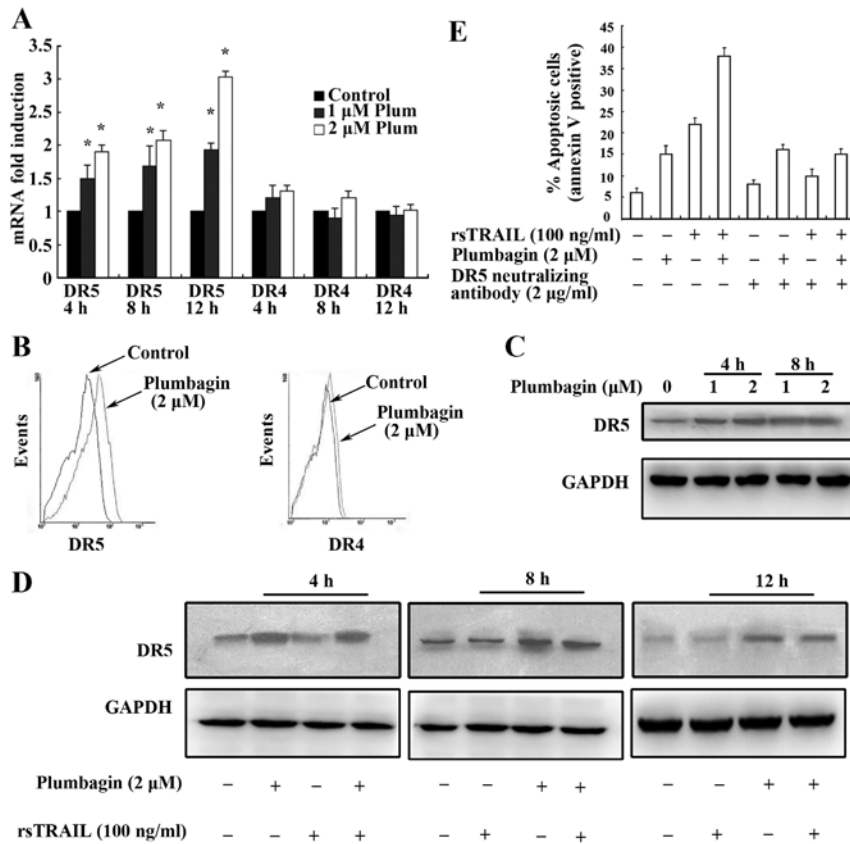 A
mRNA fold induction
3.5
3
2.5
2
1.5
1
0.5
0
* * * * * *
Control
1 μM Plum
2 μM Plum
DR5 DR5 DR5 DR4 DR4 DR4
4 h 8 h 12 h 4 h 8 h 12 h
E
% Apoptosic cells
(annexin V positive)
45
40
35
30
25
20
15
10
5
0
rsTRAIL (100 ng/ml) − − + + − − + +
Plumbagin (2 μM) − + − + − + − +
DR5 neutralizing
antibody (2 μg/ml) − − − − + + + +
B
Control
Plumbagin
(2 μM)
Events
DR5
Control
Plumbagin
(2 μM)
Events
DR4
C
4 h 8 h
Plumbagin (μM) 0 1 2 1 2
DR5
GAPDH
D
4 h 8 h 12 h
DR5
GAPDH
Plumbagin (2 μM) − + − + − − + + − − + +
rsTRAIL (100 ng/ml) − − + + − + − + − + − +